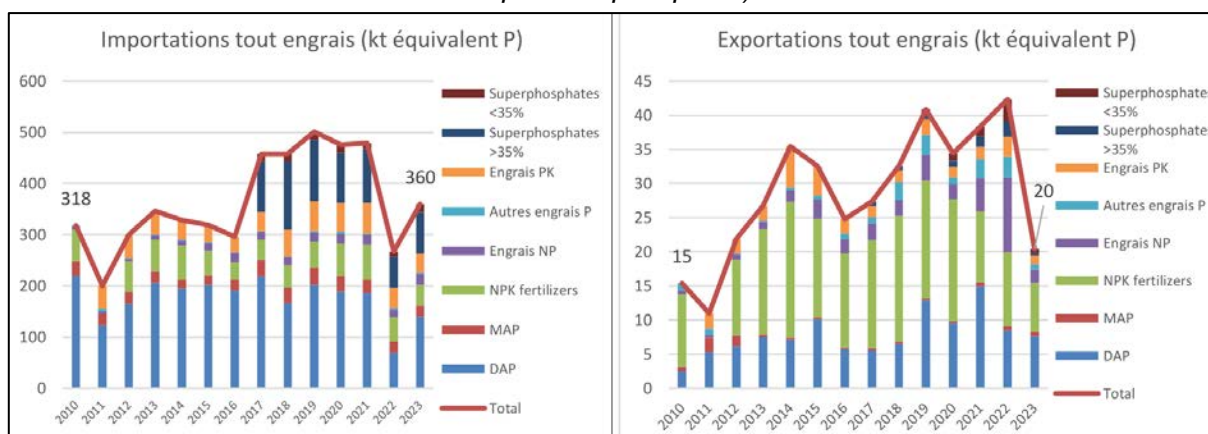 Importations tout engrais (kt équivalent P)
600
500
400
300
200
100
0
318
360
2010
2011
2012
2013
2014
2015
2016
2017
2018
2019
2020
2021
2022
2023
Superphosphates
<35%
Superphosphates
>35%
Engrais PK
Autres engrais P
Engrais NP
NPK fertilizers
MAP
DAP
Total
Exportations tout engrais (kt équivalent P)
45
40
35
30
25
20
15
10
5
0
15
20
2010
2011
2012
2013
2014
2015
2016
2017
2018
2019
2020
2021
2022
2023
Superphosphates
<35%
Superphosphates
>35%
Engrais PK
Autres engrais P
Engrais NP
NPK fertilizers
MAP
DAP
Total